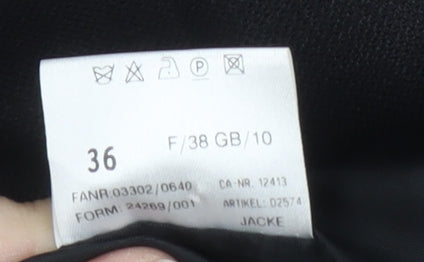 P
36 F/38 GB/10
FANR.03302/0640 CA-NR. 12413
FORM. 24269/001 ARTIKEL: 02574
JACKE